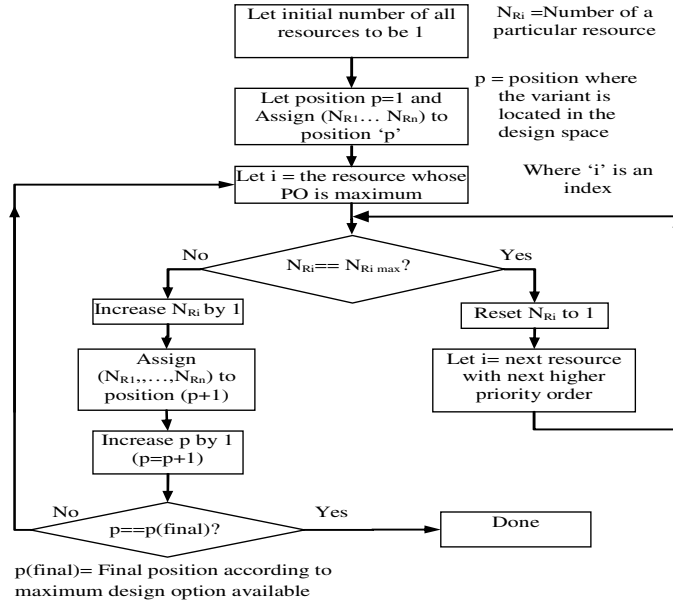 Let initial number of all
resources to be 1
N_Ri =Number of a
particular resource
Let position p=1 and
Assign (N_R1… N_Rn) to
position ‘p’
p = position where
the variant is
located in the
design space
Let i = the resource whose
PO is maximum
Where ‘i’ is an
index
No
N_Ri== N_Ri max?
Yes
Increase N_Ri by 1
Reset N_Ri to 1
Assign
(N_R1,,…,N_Rn) to
position (p+1)
Let i= next resource
with next higher
priority order
Increase p by 1
(p=p+1)
No
p==p(final)?
Yes
Done
p(final)= Final position according to
maximum design option available